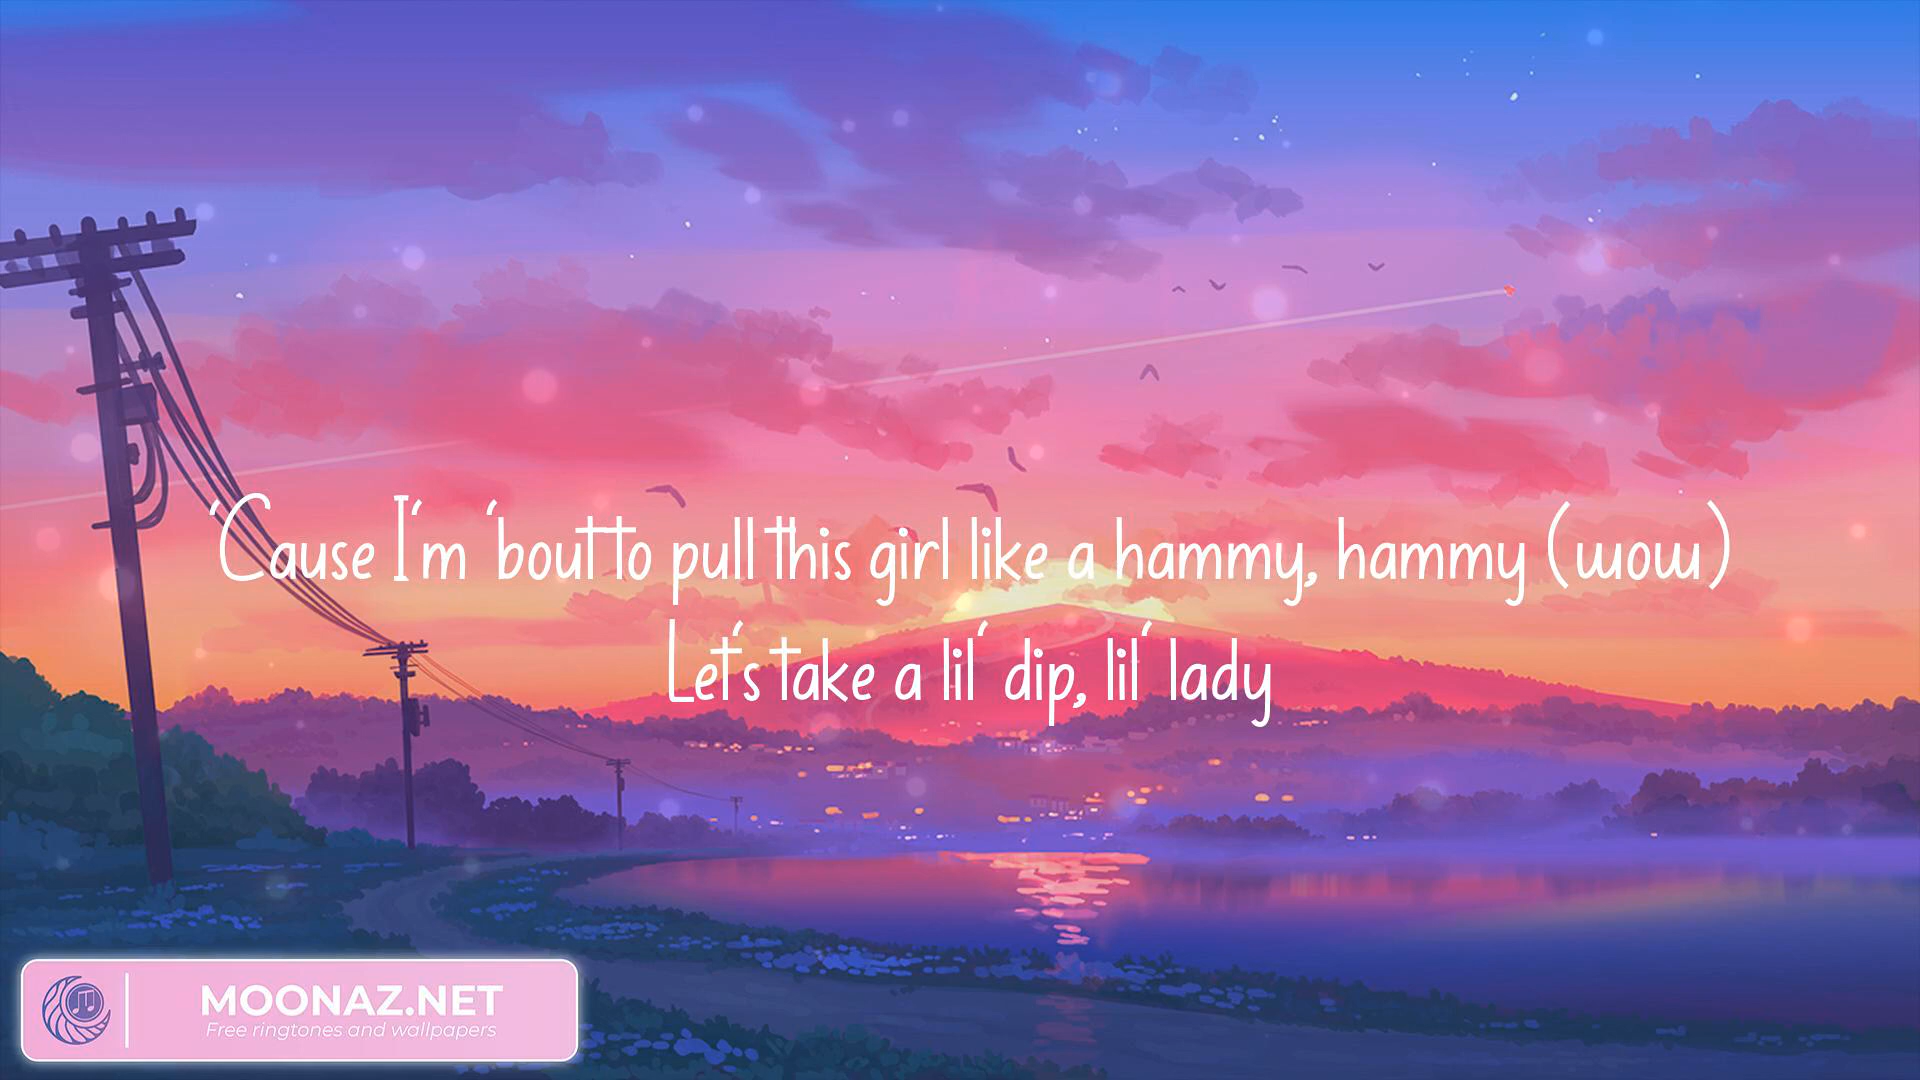 'Cause I'm 'bout to pull this girl like a hammy, hammy (wow)
Let's take a lil' dip, lil' lady
MOONAZ.NET
Free ringtones and wallpapers